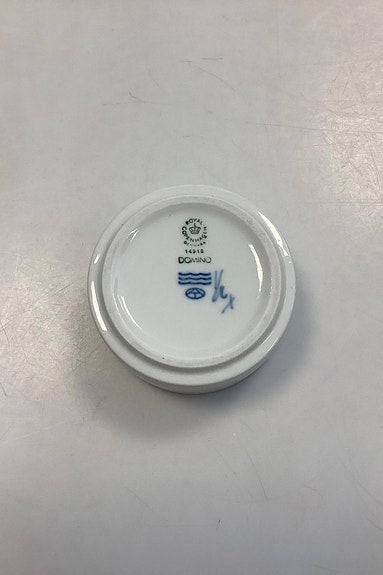 ROYAL
COPENHAGEN
DENMARK
14918
DOMINO